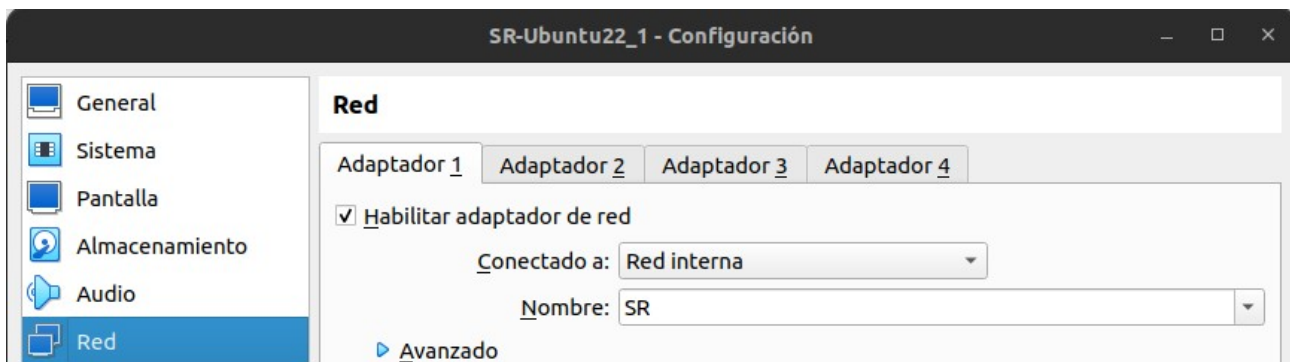 SR-Ubuntu22_1 - Configuración
General
Sistema
Pantalla
Almacenamiento
Audio
Red
Red
Adaptador 1 Adaptador 2 Adaptador 3 Adaptador 4
Habilitar adaptador de red
Conectado a: Red interna
Nombre: SR
Avanzado